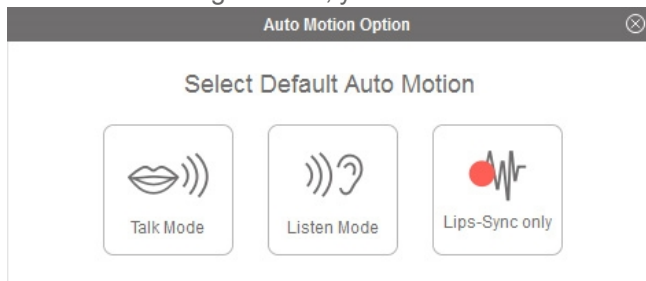 Auto Motion Option
Select Default Auto Motion
Talk Mode
Listen Mode
Lips-Sync only